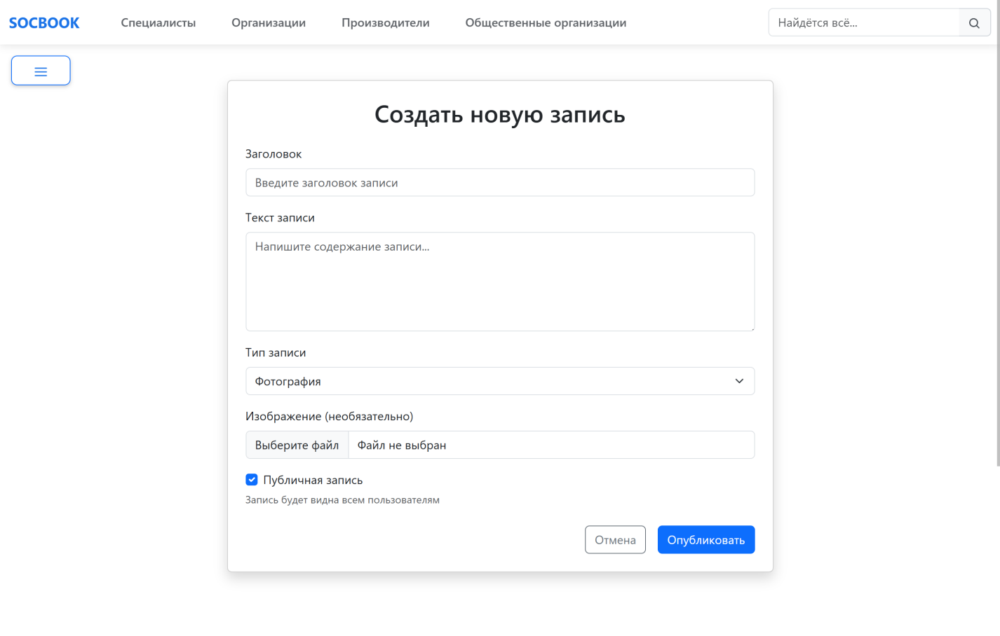 SOCBOOK Специалисты Организации Производители Общественные организации Найдётся всё...
Создать новую запись
Заголовок
Введите заголовок записи
Текст записи
Напишите содержание записи...
Тип записи
Фотография
Изображение (необязательно)
Выберите файл Файл не выбран
Публичная запись
Запись будет видна всем пользователям
Отмена Опубликовать